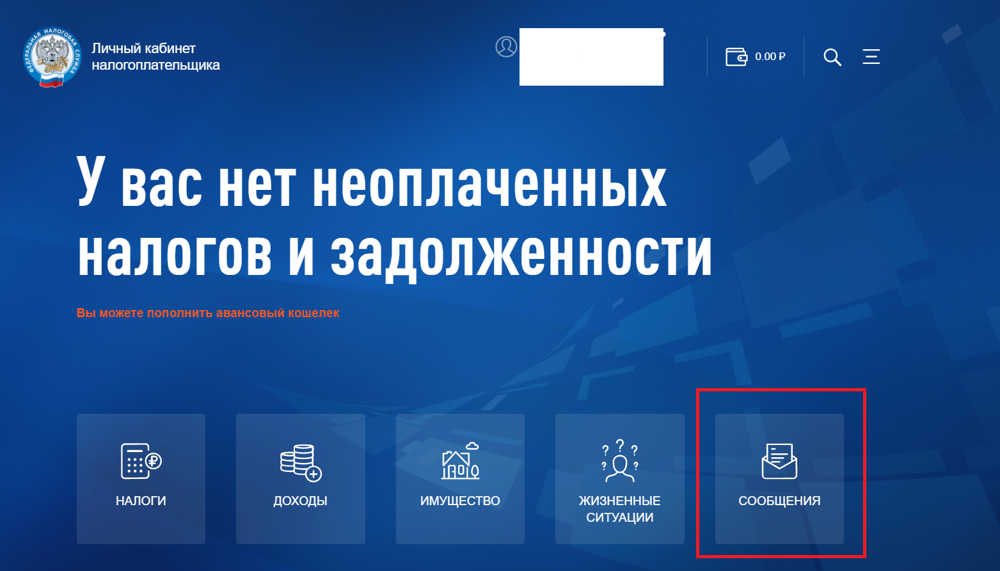 ФЕДЕРАЛЬНАЯ НАЛОГОВАЯ СЛУЖБА
Личный кабинет
налогоплательщика
0.00 ₽
У вас нет неоплаченных
налогов и задолженности
Вы можете пополнить авансовый кошелек
НАЛОГИ
ДОХОДЫ
ИМУЩЕСТВО
ЖИЗНЕННЫЕ
СИТУАЦИИ
СООБЩЕНИЯ